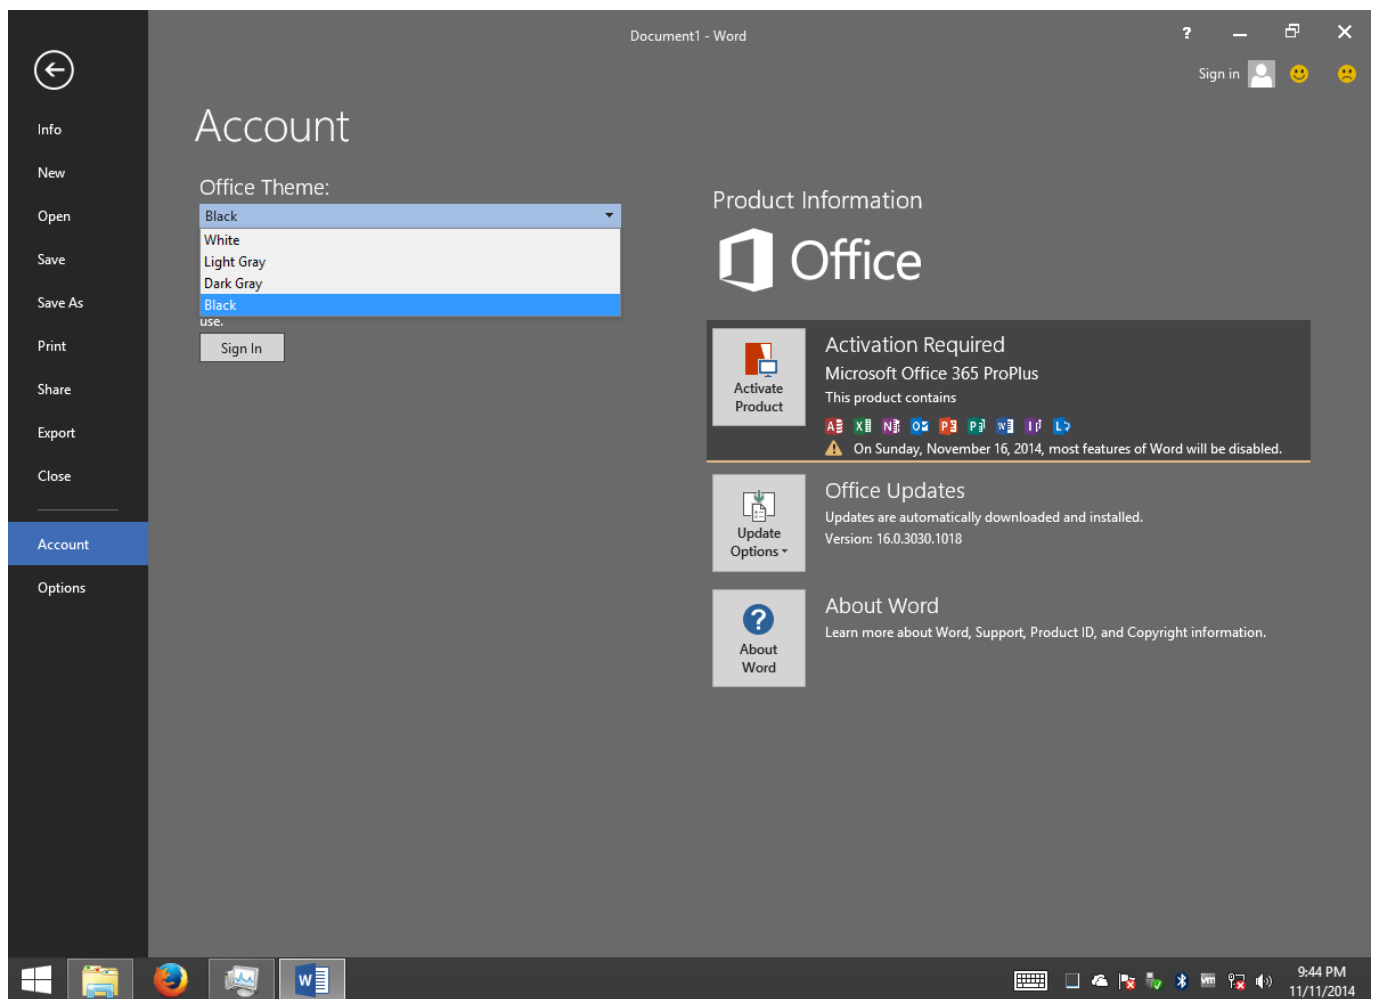 Document1 - Word
?
Sign in
Info
New
Open
Save
Save As
Print
Share
Export
Close
Account
Options
Account
Office Theme:
Black
White
Light Gray
Dark Gray
Black
use.
Sign In
Product Information
Office
Activate
Product
Activation Required
Microsoft Office 365 ProPlus
This product contains
On Sunday, November 16, 2014, most features of Word will be disabled.
Update
Options
Office Updates
Updates are automatically downloaded and installed.
Version: 16.0.3030.1018
?
About
Word
About Word
Learn more about Word, Support, Product ID, and Copyright information.
W
vm
9:44 PM
11/11/2014